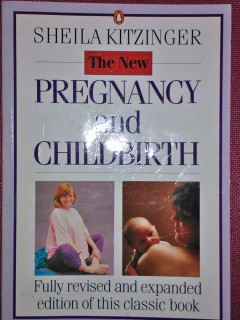 SHEILA KITZINGER
The New
PREGNANCY
and
CHILDBIRTH
Fully revised and expanded
edition of this classic book